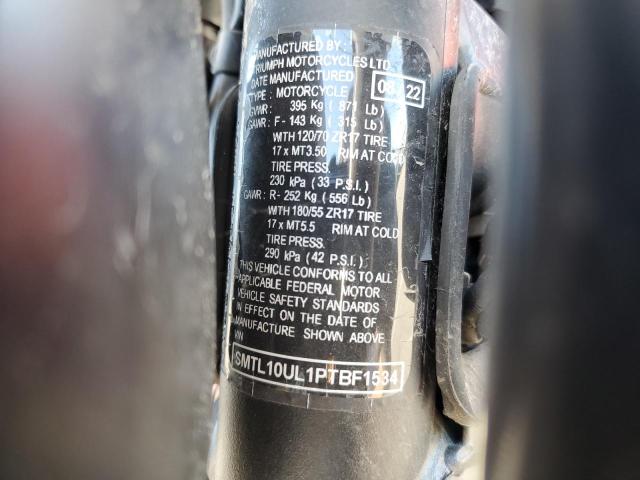 MANUFACTURED BY:
TRIUMPH MOTORCYCLES LTD
DATE MANUFACTURED 08 22
TYPE: MOTORCYCLE
GVWR: 395 Kg ( 871 Lb)
GAWR: F- 143 Kg ( 315 Lb)
WITH 120/70 ZR17 TIRE
17 x MT3.50 RIM AT COLD
TIRE PRESS.
230 kPa ( 33 P.S.I.)
GAWR: R- 252 Kg ( 556 Lb)
WITH 180/55 ZR17 TIRE
17 x MT5.5 RIM AT COLD
TIRE PRESS.
290 kPa ( 42 P.S.I.)
THIS VEHICLE CONFORMS TO ALL
APPLICABLE FEDERAL MOTOR
VEHICLE SAFETY STANDARDS
IN EFFECT ON THE DATE OF
MANUFACTURE SHOWN ABOVE
VIN
SMTL10UL1PTBF1534